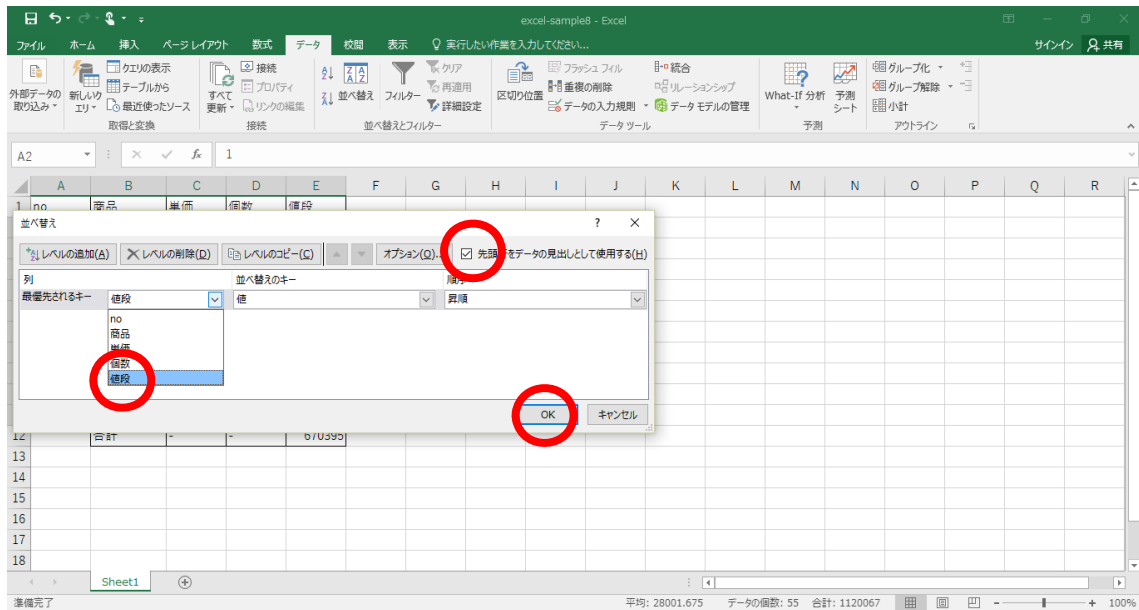 excel-sample8 - Excel
ファイル ホーム 挿入 ページ レイアウト 数式 データ 校閲 表示 実行したい作業を入力してください... サインイン 共有
外部データの取り込み
新しいクエリ
クエリの表示
テーブルから
最近使ったソース
取得と変換
すべて更新
接続
プロパティ
リンクの編集
接続
並べ替え
フィルター
クリア
再適用
詳細設定
並べ替えとフィルター
区切り位置
フラッシュ フィル
重複の削除
データの入力規則
統合
リレーションシップ
データ モデルの管理
データ ツール
What-If 分析
予測シート
予測
グループ化
グループ解除
小計
アウトライン
A2 fx 1
A B C D E F G H I J K L M N O P Q R
1 no 商品 単価 個数 値段
並べ替え ? ×
レベルの追加(A) レベルの削除(D) レベルのコピー(C) オプション(O)... 先頭行をデータの見出しとして使用する(H)
列 並べ替えのキー 順序
最優先されるキー 値段 値 昇順
no
商品
単価
個数
値段
OK キャンセル
12 合計 - - 670395
13
14
15
16
17
18
Sheet1
準備完了 平均: 28001.675 データの個数: 55 合計: 1120067 100%